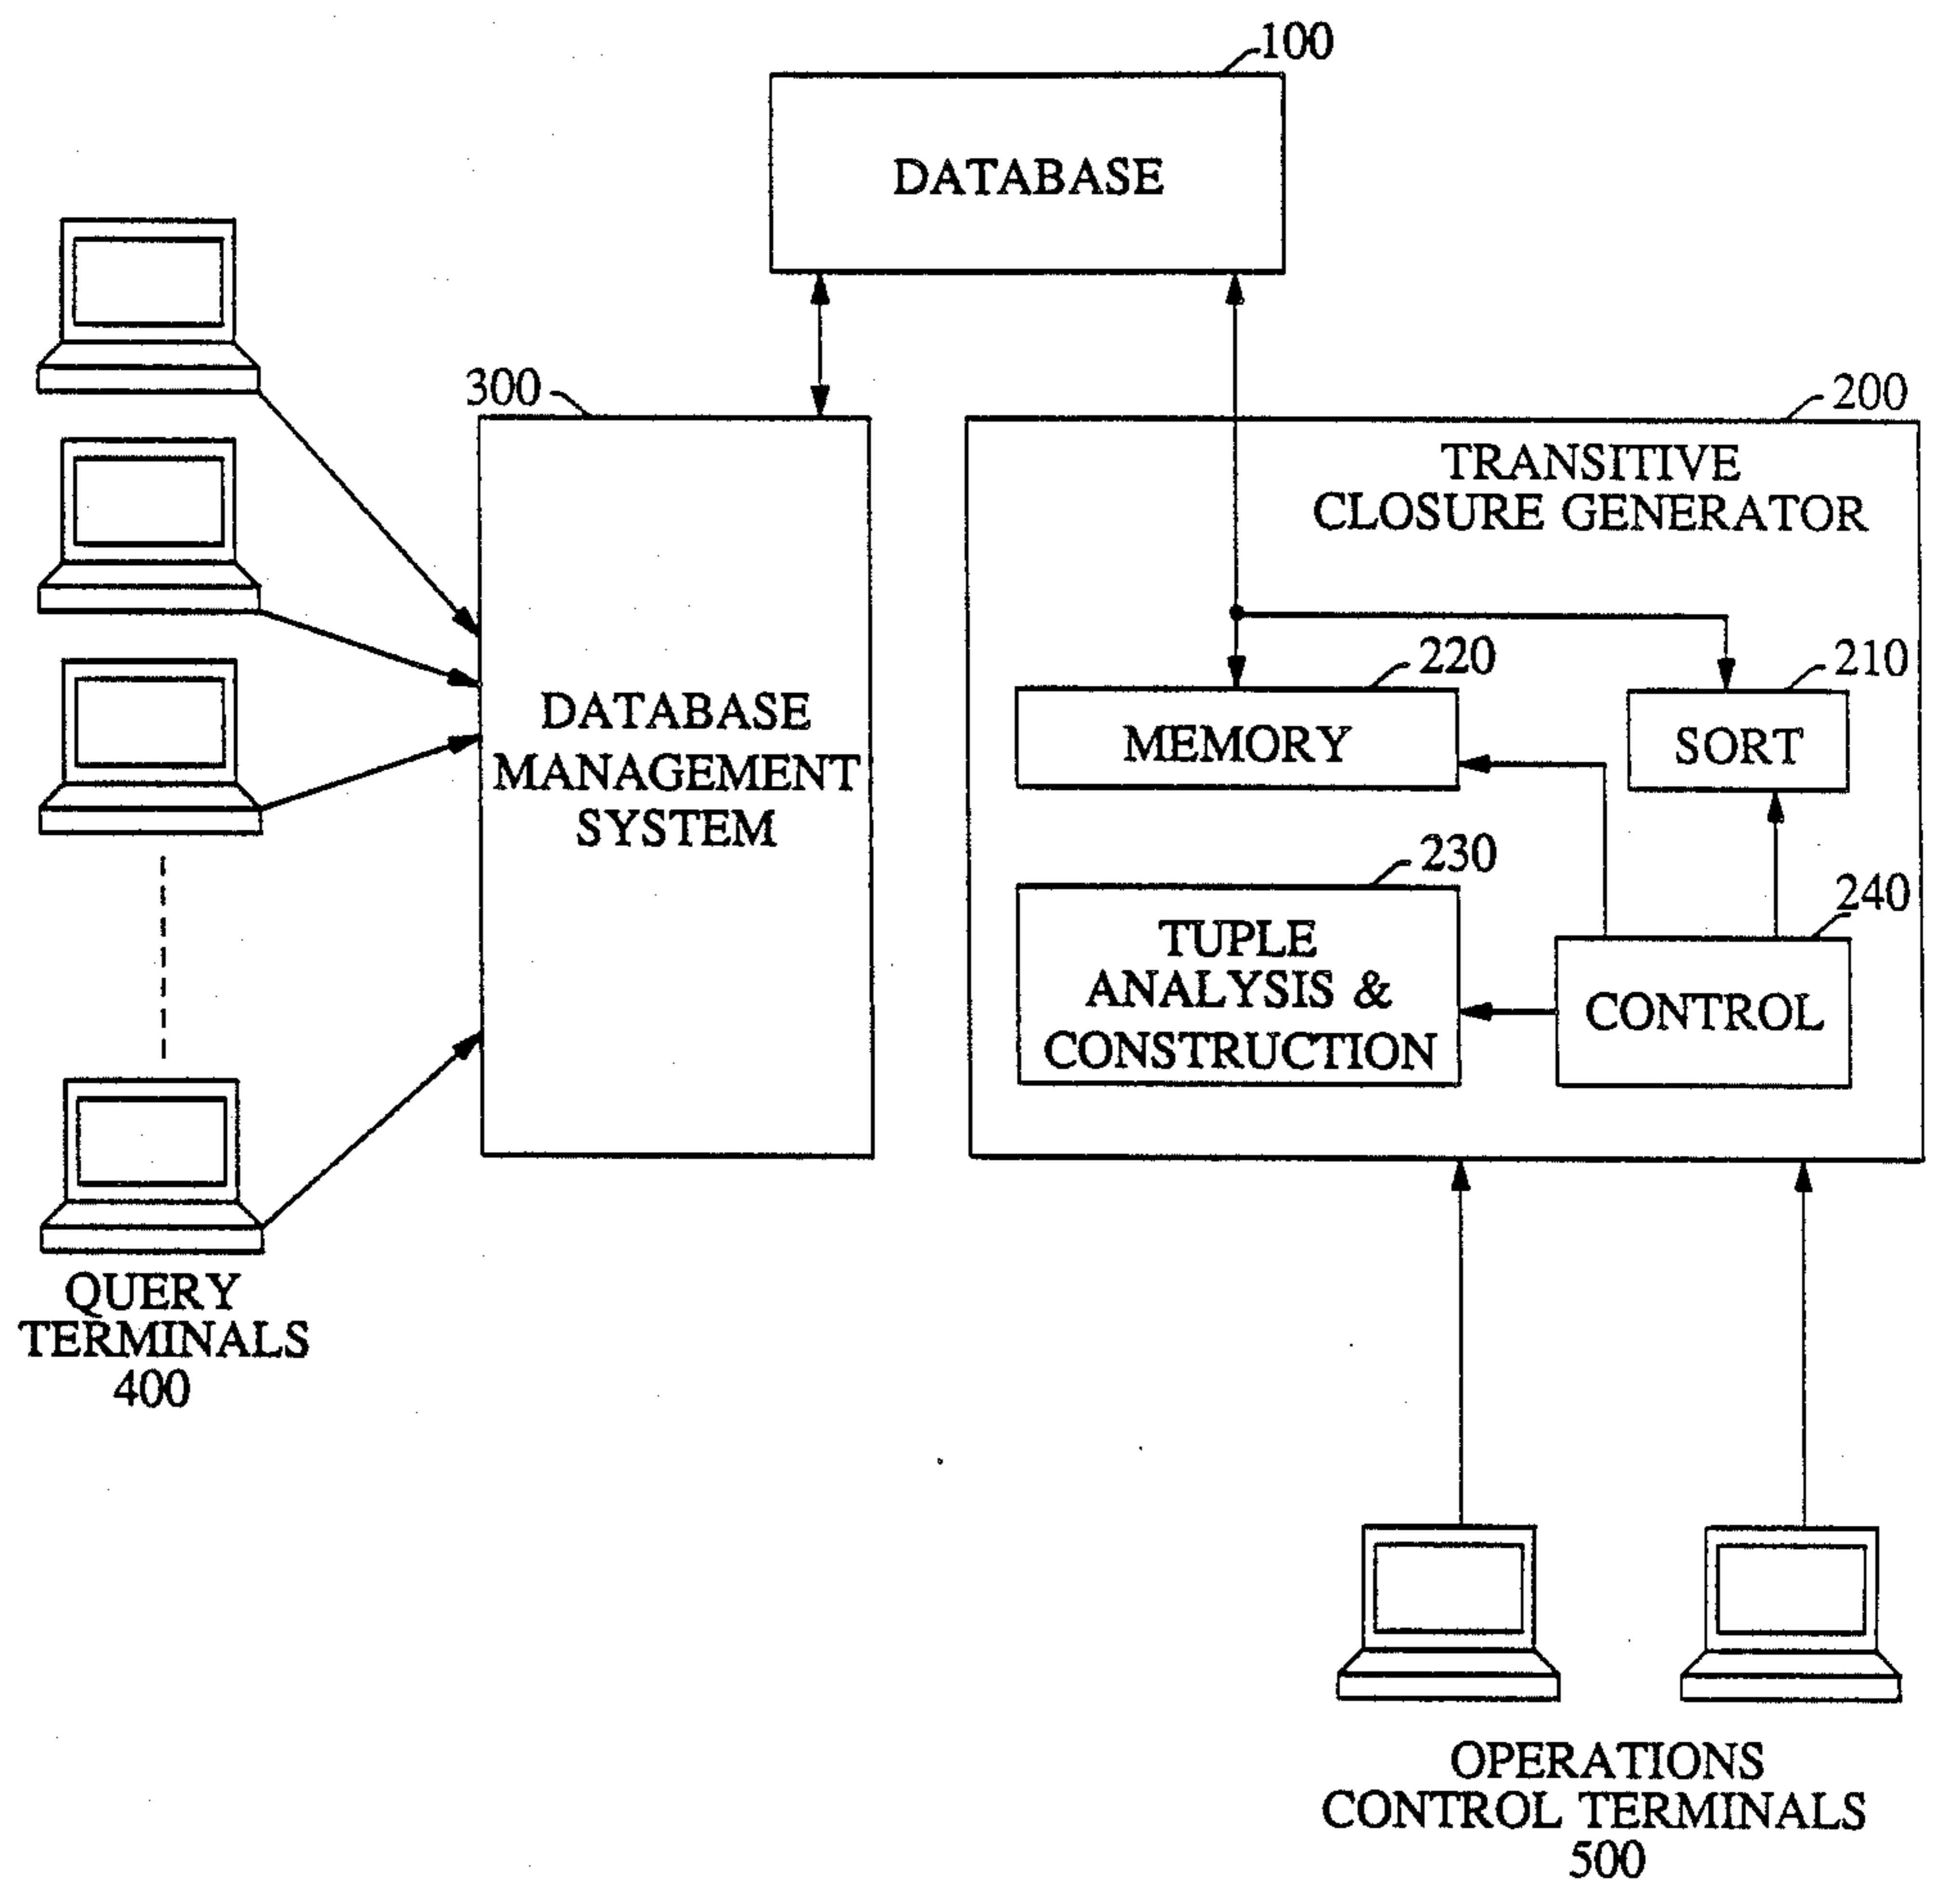 100
DATABASE
300
200
TRANSITIVE
CLOSURE GENERATOR
220
210
MEMORY
SORT
DATABASE
MANAGEMENT
SYSTEM
230
240
TUPLE
ANALYSIS &
CONSTRUCTION
CONTROL
QUERY
TERMINALS
400
OPERATIONS
CONTROL TERMINALS
500